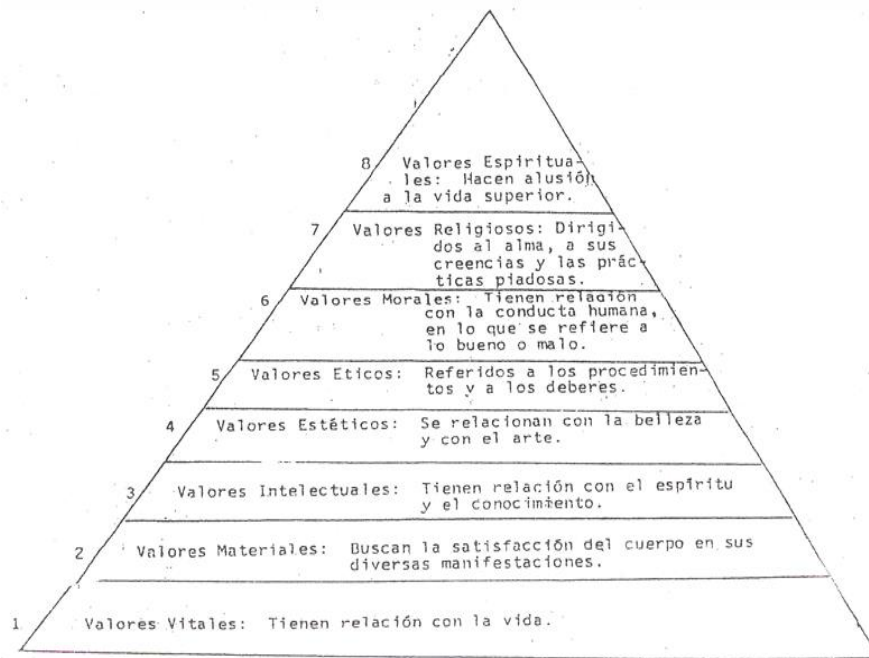 8 Valores Espiritua-
les: Hacen alusión
a la vida superior.
7 Valores Religiosos: Dirigi-
dos al alma, a sus
creencias y las prác-
ticas piadosas.
6 Valores Morales: Tienen relación
con la conducta humana,
en lo que se refiere a
lo bueno o malo.
5 Valores Eticos: Referidos a los procedimien-
tos y a los deberes.
4 Valores Estéticos: Se relacionan con la belleza
y con el arte.
3 Valores Intelectuales: Tienen relación con el espíritu
y el conocimiento.
2 Valores Materiales: Buscan la satisfacción del cuerpo en sus
diversas manifestaciones.
1 Valores Vitales: Tienen relación con la vida.